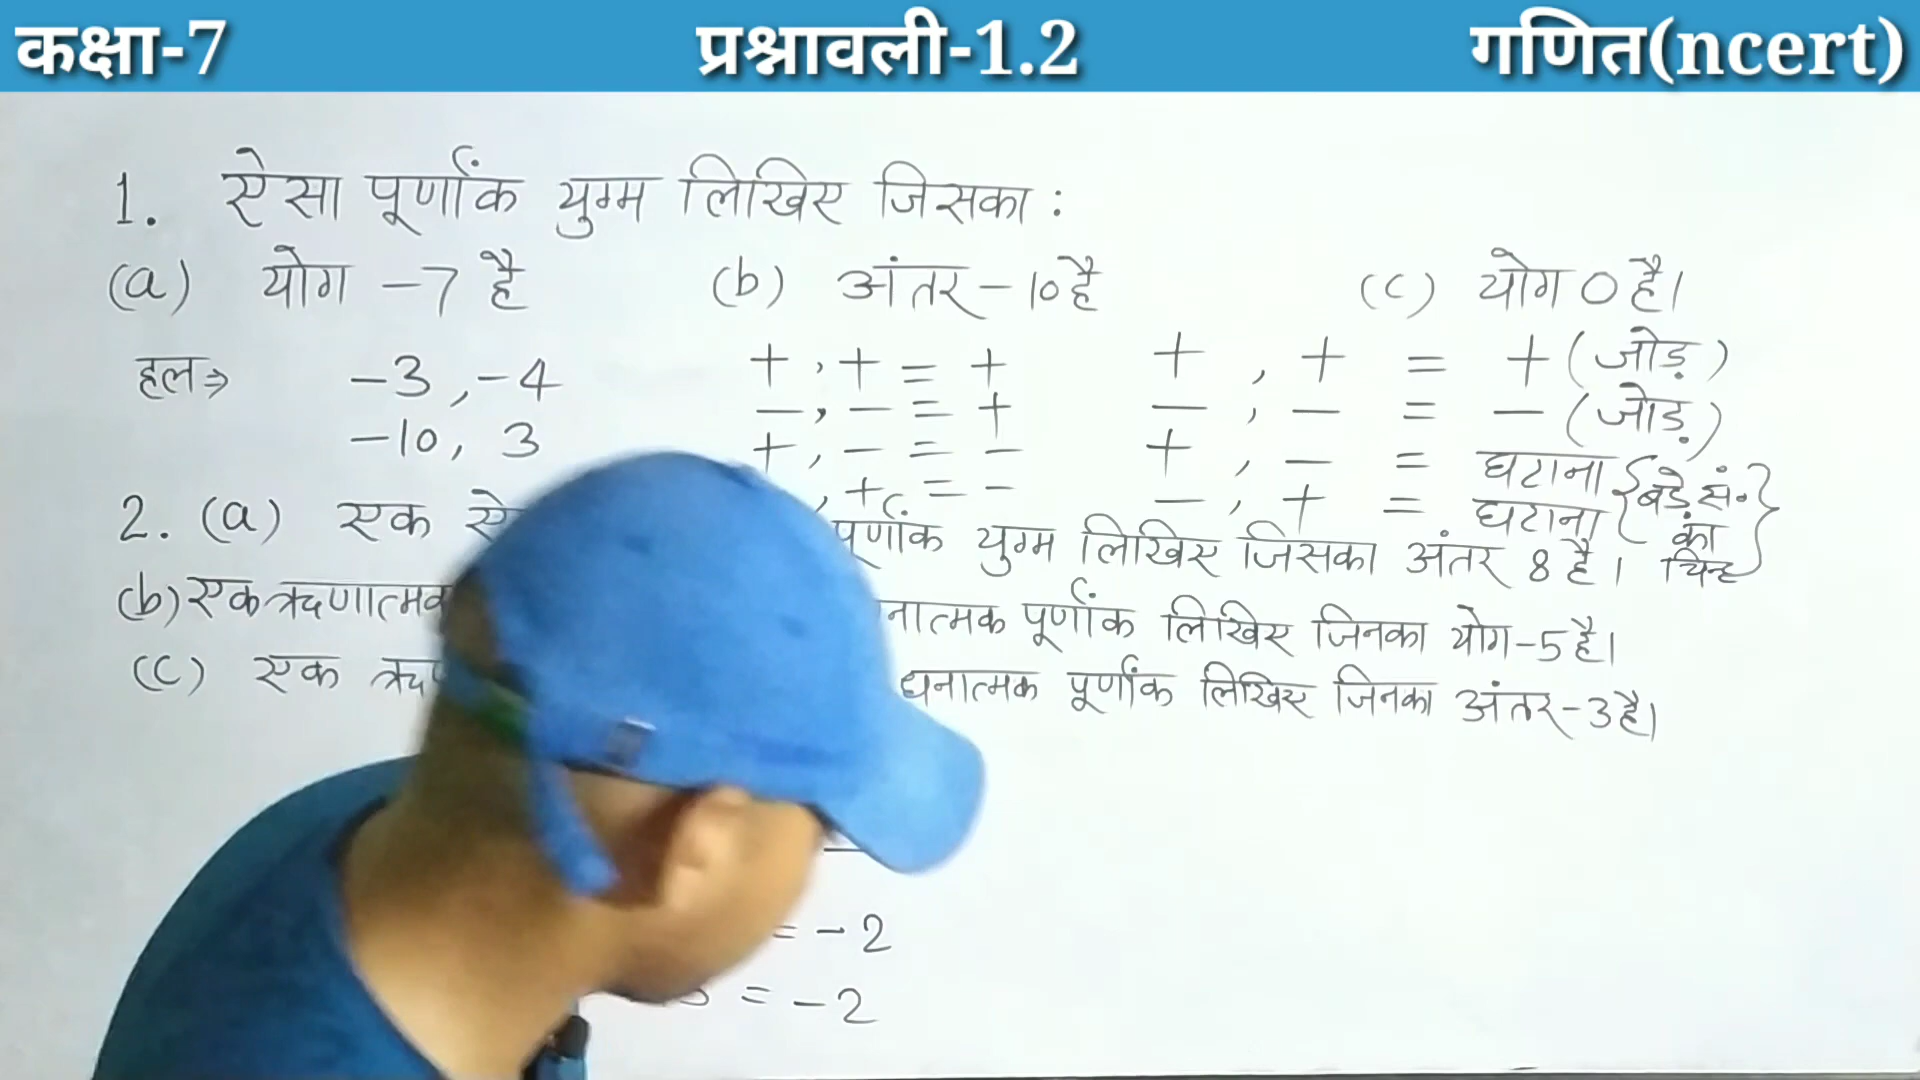 कक्षा-7 प्रश्नावली-1.2 गणित(ncert)
1. ऐसा पूर्णांक युग्म लिखिए जिसका :
(a) योग -7 है (b) अंतर -10 है (c) योग 0 है।
हल⇒ -3, -4
-10, 3
+, + = +
-, - = +
+, - = -
, + = -
+ , + = + (जोड़)
- , - = - (जोड़)
+ , - = घटाना
- , + = घटाना
{बड़े सं. का चिन्ह}
2. (a) एक ऐ पूर्णांक युग्म लिखिए जिसका अंतर 8 है।
(b) एक ऋणात्मक नात्मक पूर्णांक लिखिए जिनका योग -5 है।
(c) एक ऋण धनात्मक पूर्णांक लिखिए जिनका अंतर -3 है।
= -2
= -2